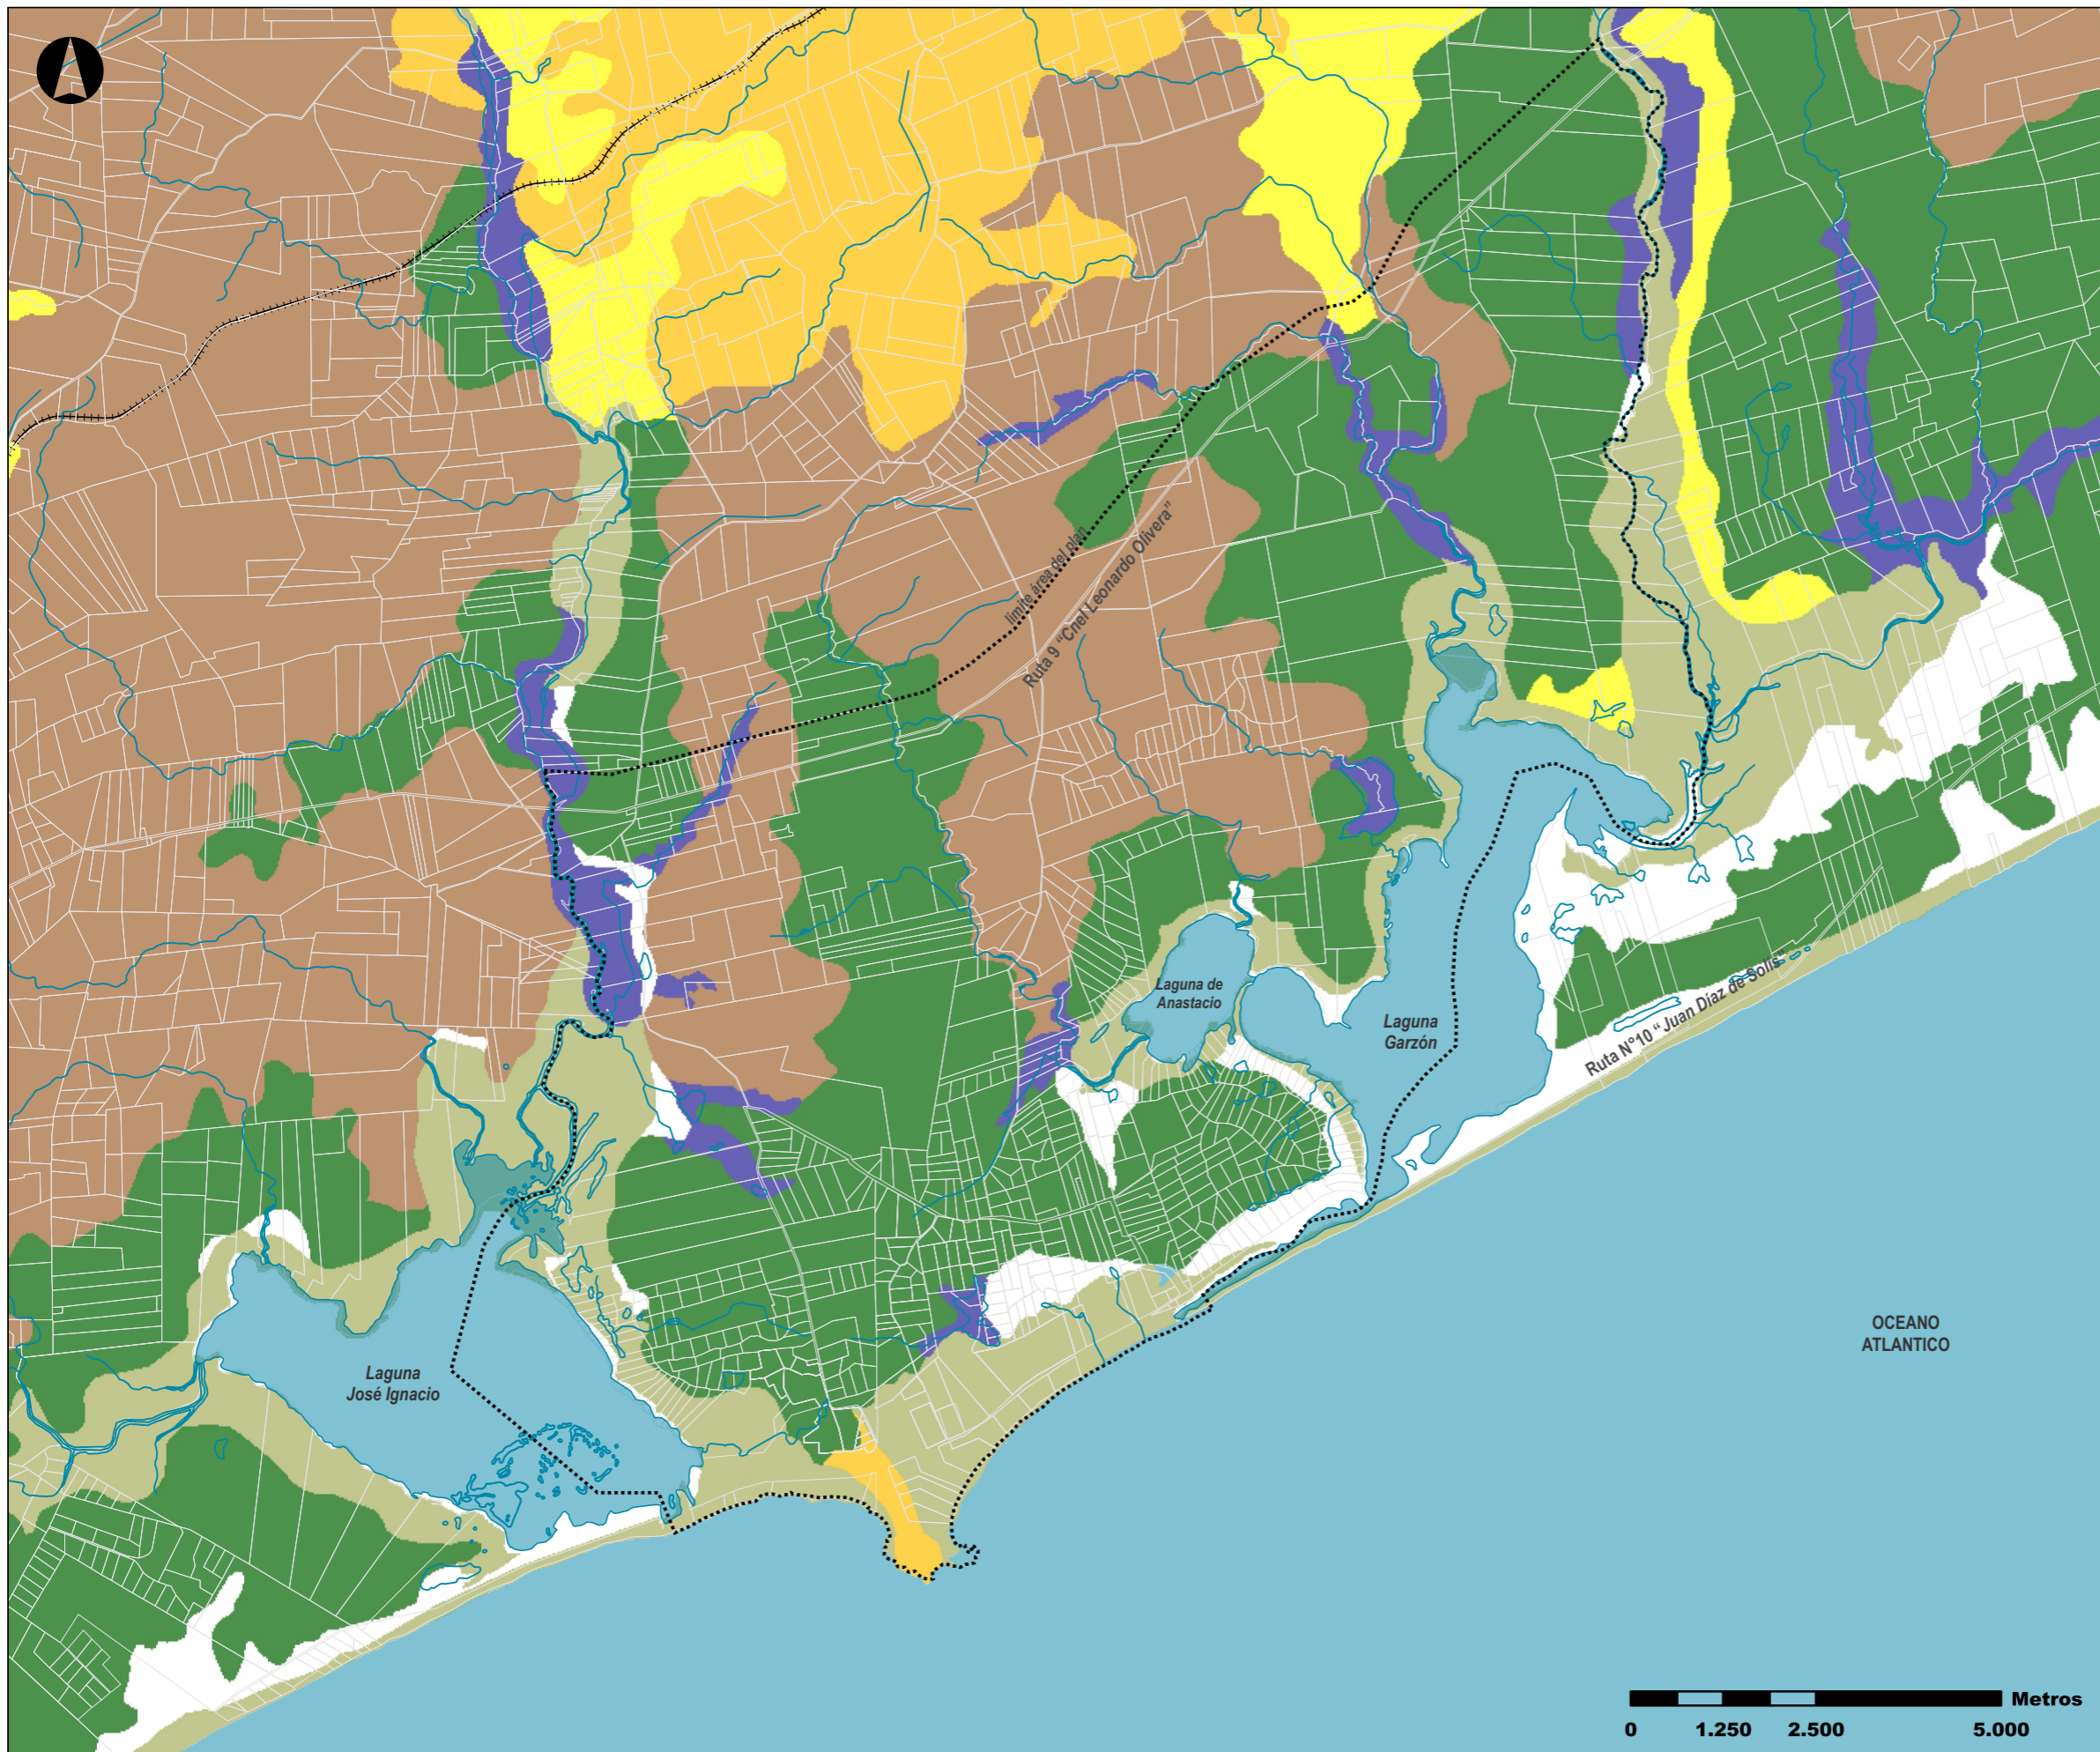 límite área del plan
Ruta 9 “Cnel Leonardo Olivera”
Laguna de
Anastacio
Laguna
Garzón
Ruta N°10 “ Juan Díaz de Solís”
OCEANO
ATLANTICO
Laguna
José Ignacio
Metros
0 1.250 2.500 5.000